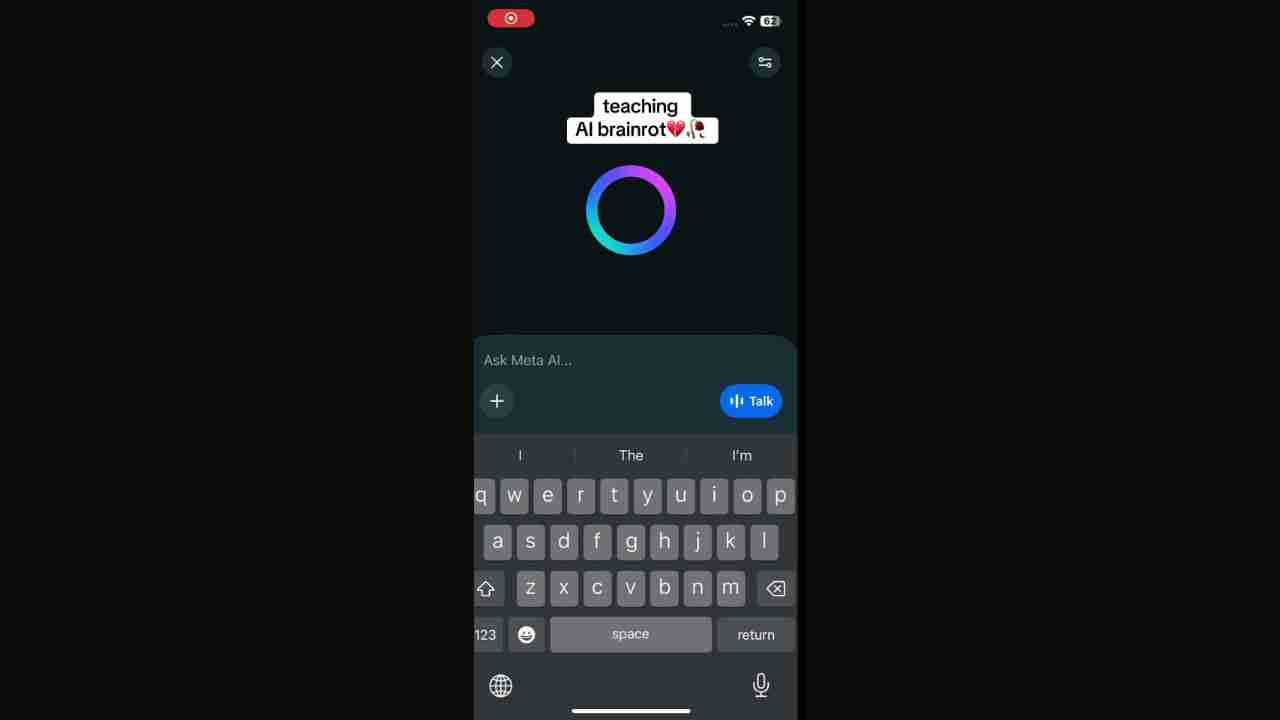 62
teaching
AI brainrot💔🥀
Ask Meta AI...
Talk
I The I'm
q w e r t y u i o p
a s d f g h j k l
z x c v b n m
123 space return